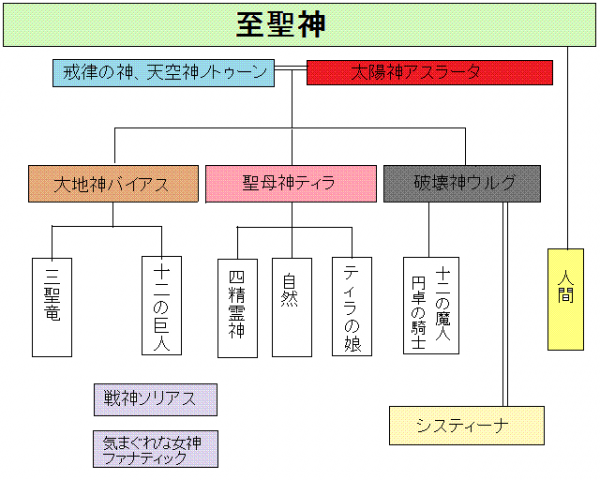 至聖神
戒律の神、天空神ノトゥーン
太陽神アスラータ
大地神バイアス
聖母神ティラ
破壊神ウルグ
三聖竜
十二の巨人
四精霊神
自然
ティラの娘
十二の魔人
円卓の騎士
人間
戦神ソリアス
システィーナ
気まぐれな女神
ファナティック